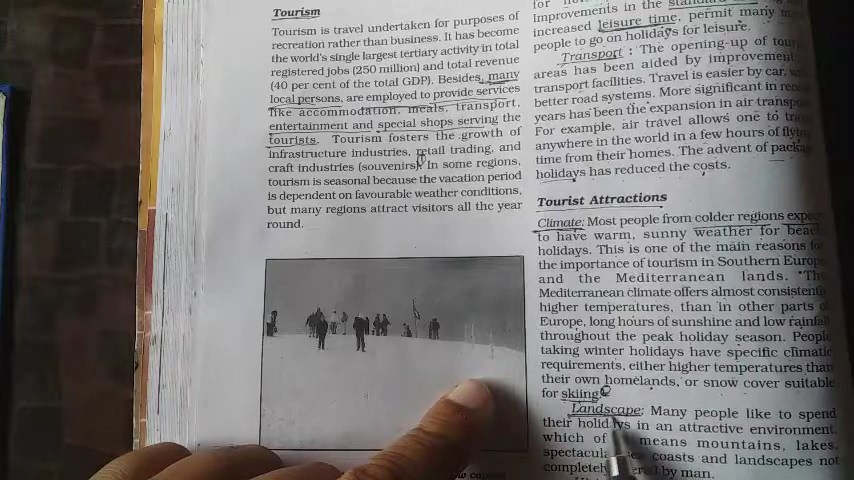 Tourism
Tourism is travel undertaken for purposes of
recreation rather than business. It has become
the world's single largest tertiary activity in total
registered jobs (250 million) and total revenue
(40 per cent of the total GDP). Besides, many
local persons, are employed to provide services
like accommodation, meals, transport,
entertainment and special shops serving the
tourists. Tourism fosters the growth of
infrastructure industries, retail trading, and
craft industries (souvenirs). In some regions,
tourism is seasonal because the vacation period
is dependent on favourable weather conditions,
but many regions attract visitors all the year
round.
Improvements in the standard
increased leisure time, permit many
people to go on holidays for leisure.
Transport : The opening-up of
areas has been aided by improvement
transport facilities. Travel is easier by car,
better road systems. More significant in
years has been the expansion in air
For example, air travel allows one to
anywhere in the world in a few hours of flying
time from their homes. The advent of
holidays has reduced the costs.
Tourist Attractions
Climate: Most people from colder regions
to have warm, sunny weather for
holidays. This is one of the main reasons
the importance of tourism in Southern
and the Mediterranean lands.
Mediterranean climate offers almost
higher temperatures, than in other parts
Europe, long hours of sunshine and low
throughout the peak holiday season. People
taking winter holidays have specific climatic
requirements, either higher temperatures than
their own homelands, or snow cover suitable
for skiing
Landscape: Many people like to spend
their holidays in an attractive environment,
which means mountains, lakes,
coasts and landscapes not
completely by man.